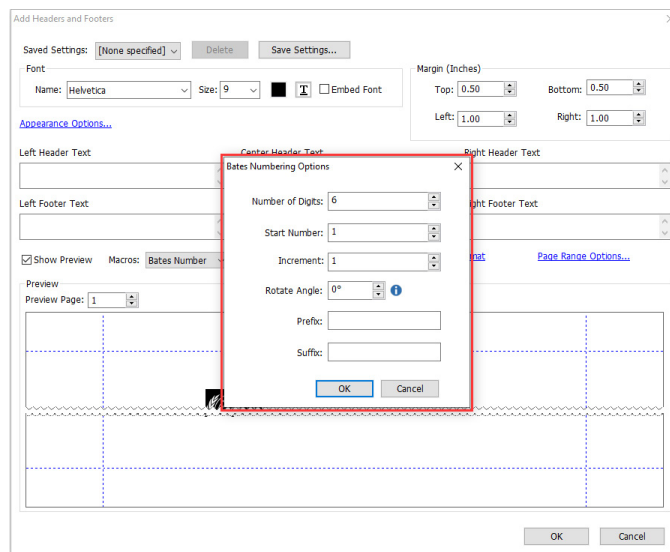 Add Headers and Footers
Saved Settings: [None specified] Delete Save Settings...
Font
Name: Helvetica Size: 9 T Embed Font
Margin (Inches)
Top: 0.50 Bottom: 0.50
Left: 1.00 Right: 1.00
Appearance Options...
Left Header Text Center Header Text Right Header Text
Left Footer Text Footer Text
Show Preview Macros: Bates Number Page Range Options...
Preview
Preview Page: 1
Bates Numbering Options
Number of Digits: 6
Start Number: 1
Increment: 1
Rotate Angle: 0°
Prefix:
Suffix:
OK Cancel
OK Cancel